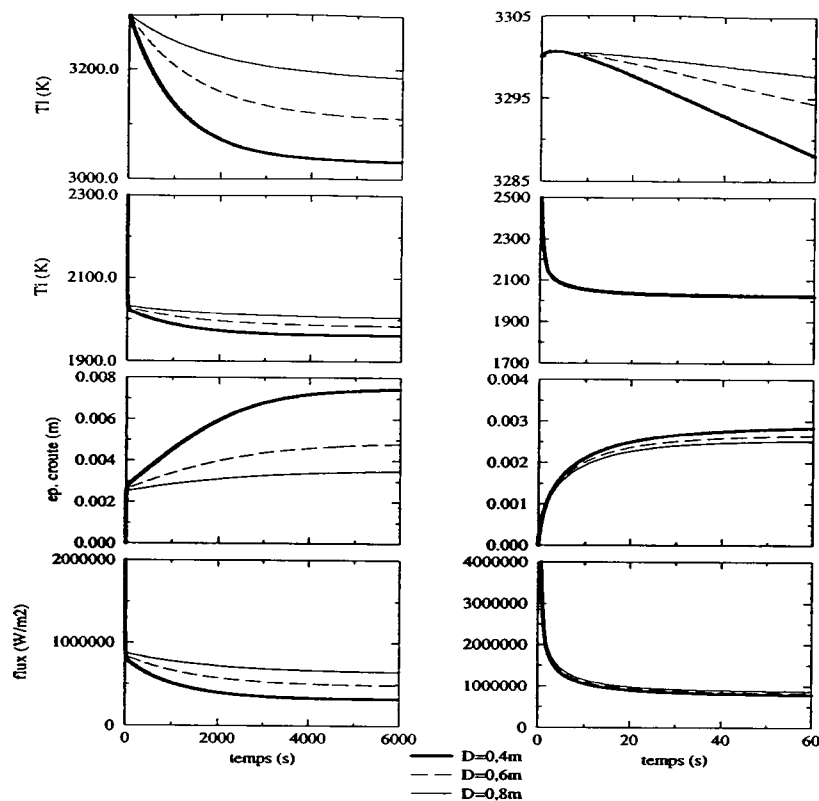 Tl (K)
3200.0
3000.0
3305
3295
3285
Ti (K)
2300.0
2100.0
1900.0
2500
2300
2100
1900
1700
ep. croute (m)
0.008
0.006
0.004
0.002
0.000
0.004
0.003
0.002
0.001
0.000
flux (W/m2)
2000000
1000000
0
4000000
3000000
2000000
1000000
0
0 2000 4000 6000
temps (s)
0 20 40 60
temps (s)
D=0,4m
D=0,6m
D=0,8m